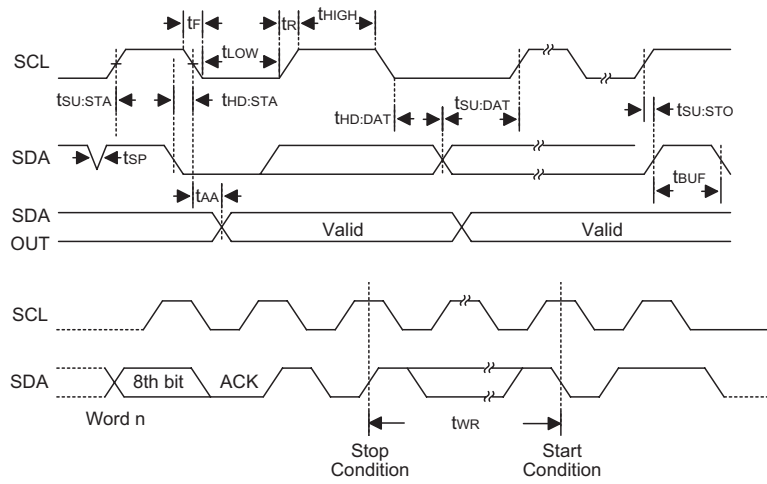 tF tR tHIGH
SCL tLOW
tSU:STA tHD:STA tHD:DAT tSU:DAT tSU:STO
SDA tSP tBUF
tAA
SDA
OUT Valid Valid
SCL
SDA 8th bit ACK
Word n tWR
Stop Start
Condition Condition